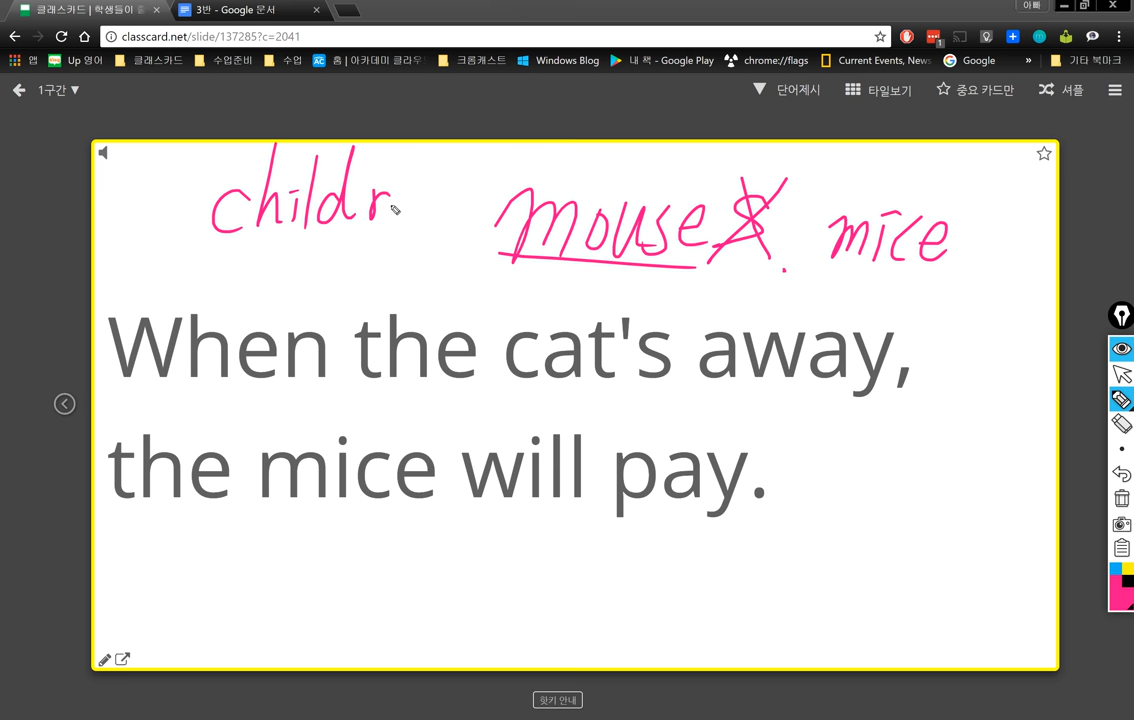 클래스카드 | 학생들이 좋
3반 - Google 문서
아빠
classcard.net/slide/137285?c=2041
1
앱
Up 영어
클래스카드
수업준비
수업
AC 홈 | 아카데미 클라우
크롬캐스트
Windows Blog
내 책 - Google Play
chrome://flags
Current Events, News
G Google
»
기타 북마크
1구간 ▼
단어제시
타일보기
중요 카드만
셔플
childr mouses. mice
When the cat's away,
the mice will pay.
핫키 안내